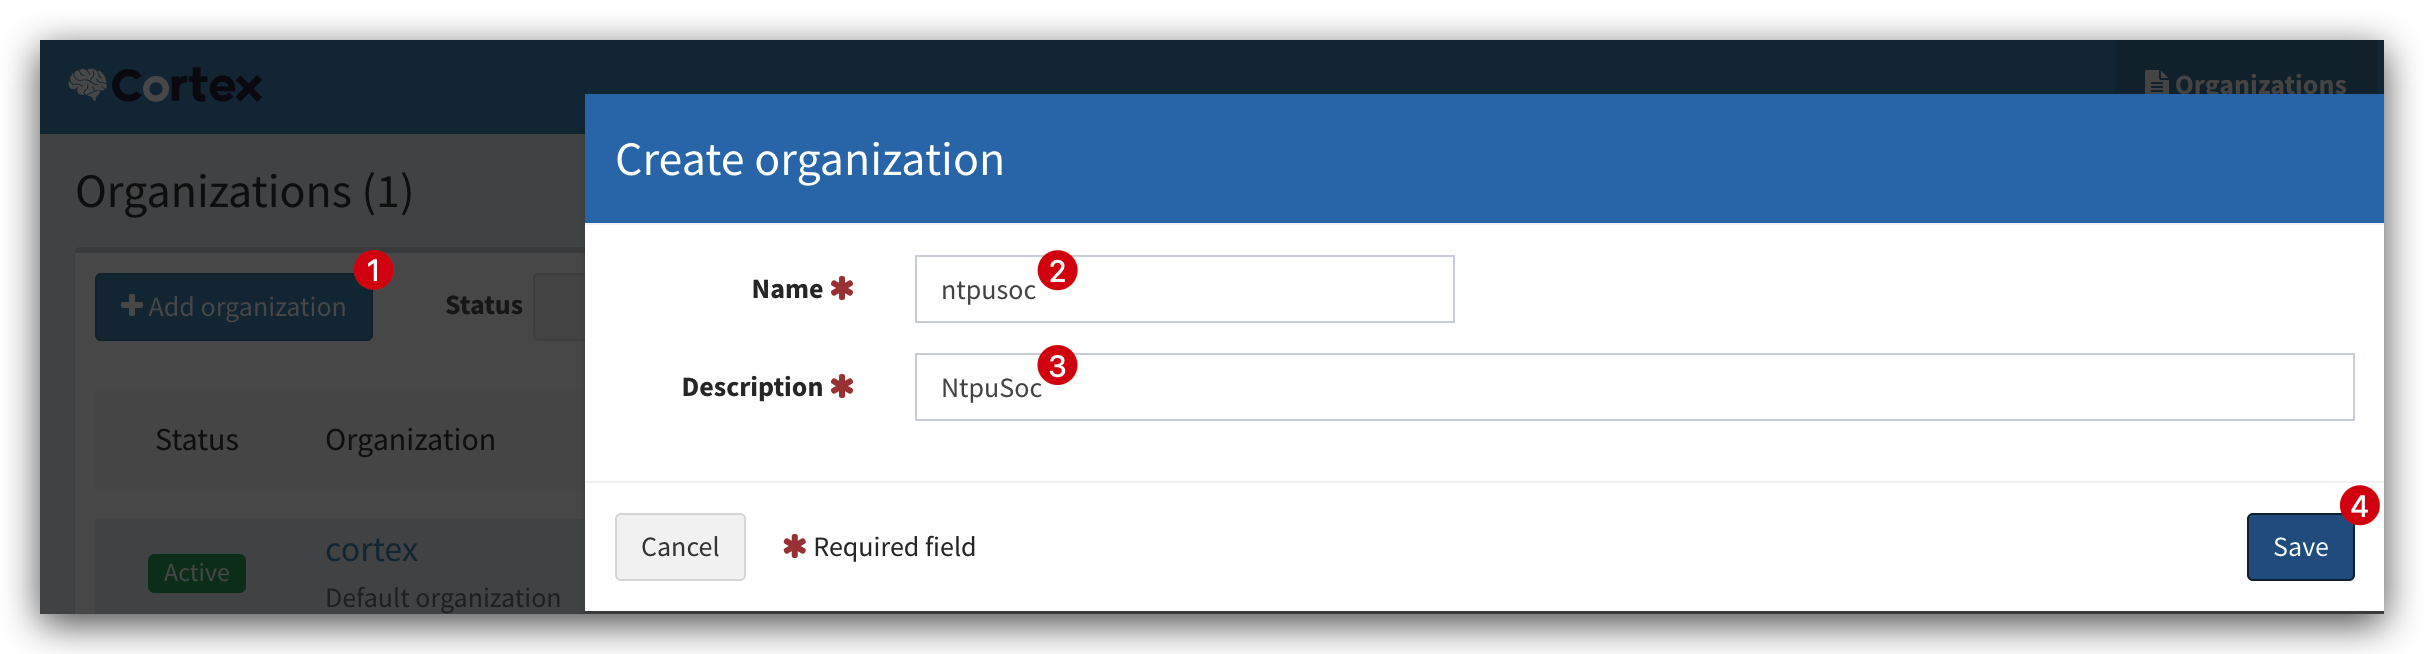 Cortex
Organizations
Create organization
Organizations (1)
1
Add organization
Status
Name * ntpusoc 2
Description * NtpuSoc 3
Status Organization
Active
cortex
Default organization
Cancel
* Required field
Save 4